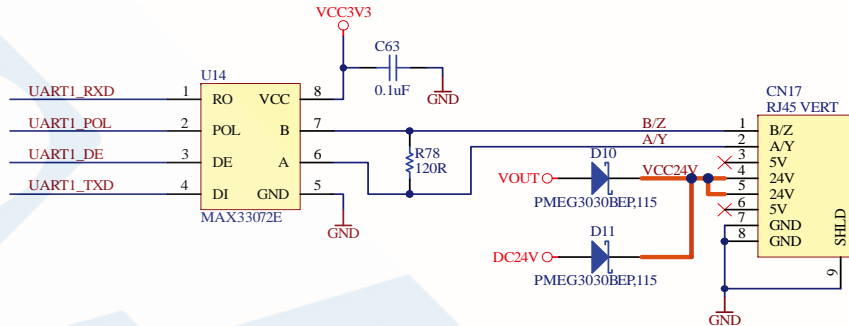 VCC3V3
C63
0.1uF
GND
U14
UART1_RXD 1 RO VCC 8
UART1_POL 2 POL B 7
UART1_DE 3 DE A 6
UART1_TXD 4 DI GND 5
MAX33072E
GND
R78
120R
B/Z
A/Y
CN17
RJ45 VERT
1 B/Z
2 A/Y
3 5V
4 24V
5 24V
6 5V
7 GND
8 GND
SHLD
9
D10
VOUT
VCC24V
PMEG3030BEP,115
D11
DC24V
PMEG3030BEP,115
GND